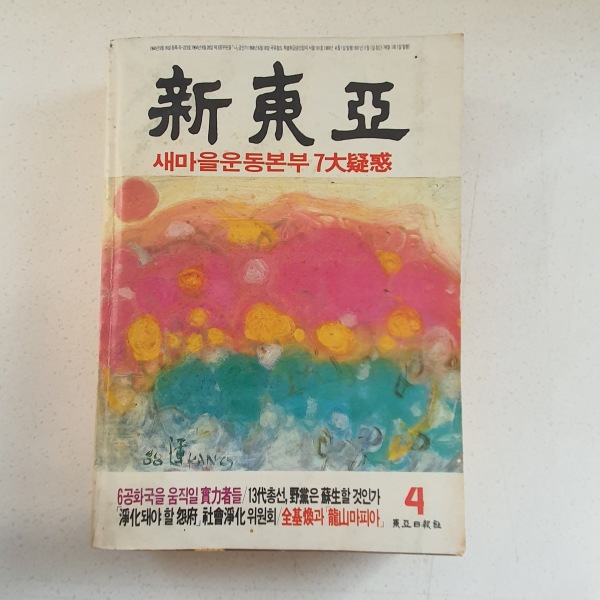 新東亞
새마을운동본부 7大疑惑
88 KANG
6공화국을 움직일 實力者들/13代총선, 野黨은 蘇生할 것인가
「淨化돼야 할 怨府」 社會淨化위원회/全基煥과「龍山마피아」
4
東亞日報社